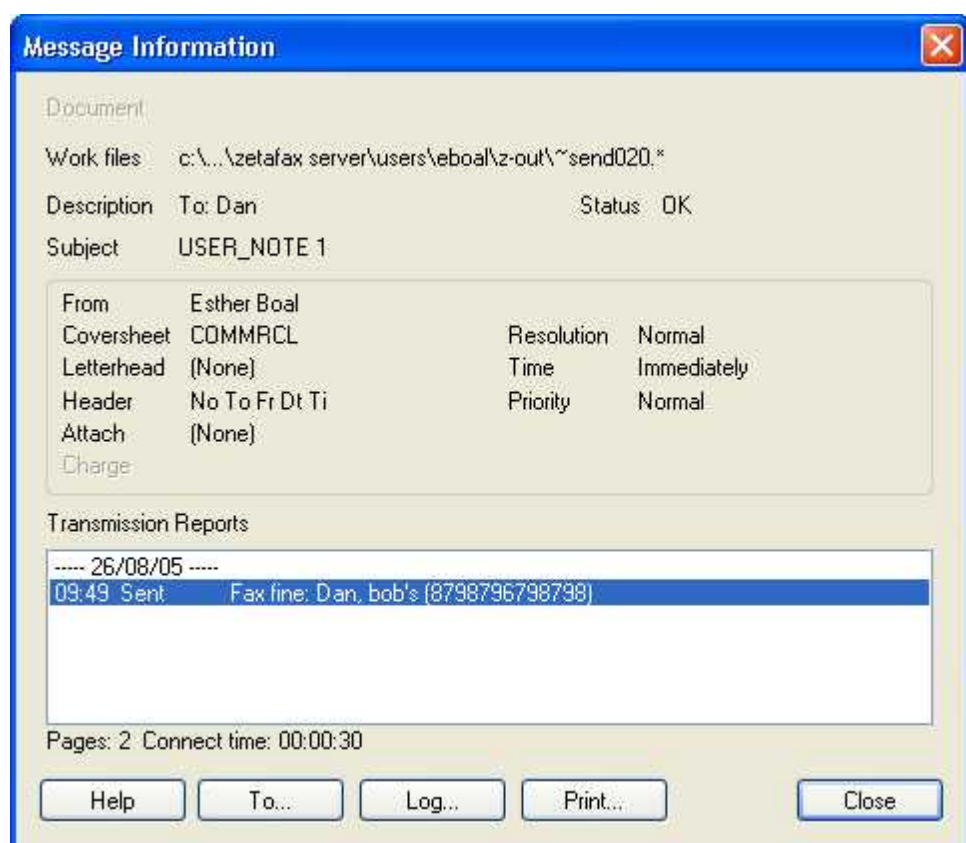 Message Information
Document
Work files c:\...\zetafax server\users\eboal\z-out\~send020.*
Description To: Dan Status OK
Subject USER_NOTE 1
From Esther Boal
Coversheet COMMRCL Resolution Normal
Letterhead (None) Time Immediately
Header No To Fr Dt Ti Priority Normal
Attach (None)
Charge
Transmission Reports
----- 26/08/05 -----
09:49 Sent Fax fine: Dan, bob's (8798796798798)
Pages: 2 Connect time: 00:00:30
Help To... Log... Print... Close